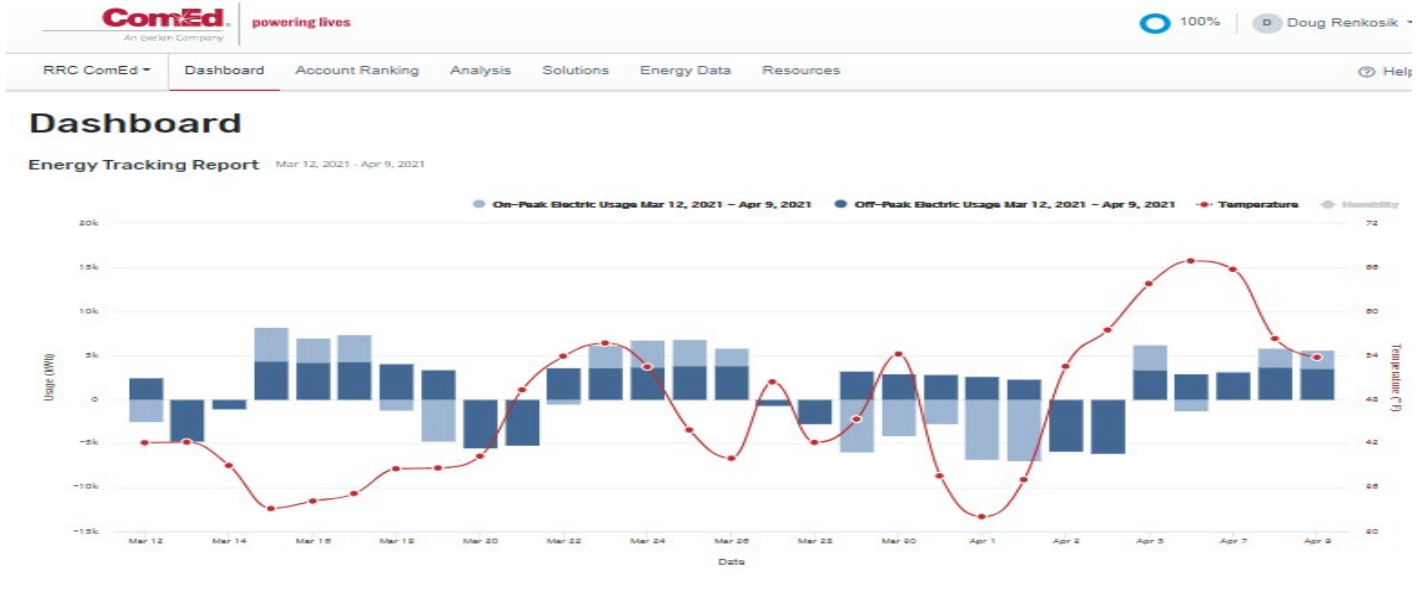 ComEd.
An Exelon Company
powering lives
100%
D
Doug Renkosik
RRC ComEd
Dashboard
Account Ranking
Analysis
Solutions
Energy Data
Resources
Help
Dashboard
Energy Tracking Report
Mar 12, 2021 - Apr 9, 2021
On-Peak Electric Usage Mar 12, 2021 - Apr 9, 2021
Off-Peak Electric Usage Mar 12, 2021 - Apr 9, 2021
Temperature
Humidity
20k
15k
10k
5k
0
-5k
-10k
-15k
Usage (kWh)
72
66
60
54
48
42
36
30
Temperature (°F)
Mar 12
Mar 14
Mar 16
Mar 18
Mar 20
Mar 22
Mar 24
Mar 26
Mar 28
Mar 30
Apr 1
Apr 3
Apr 5
Apr 7
Apr 9
Date